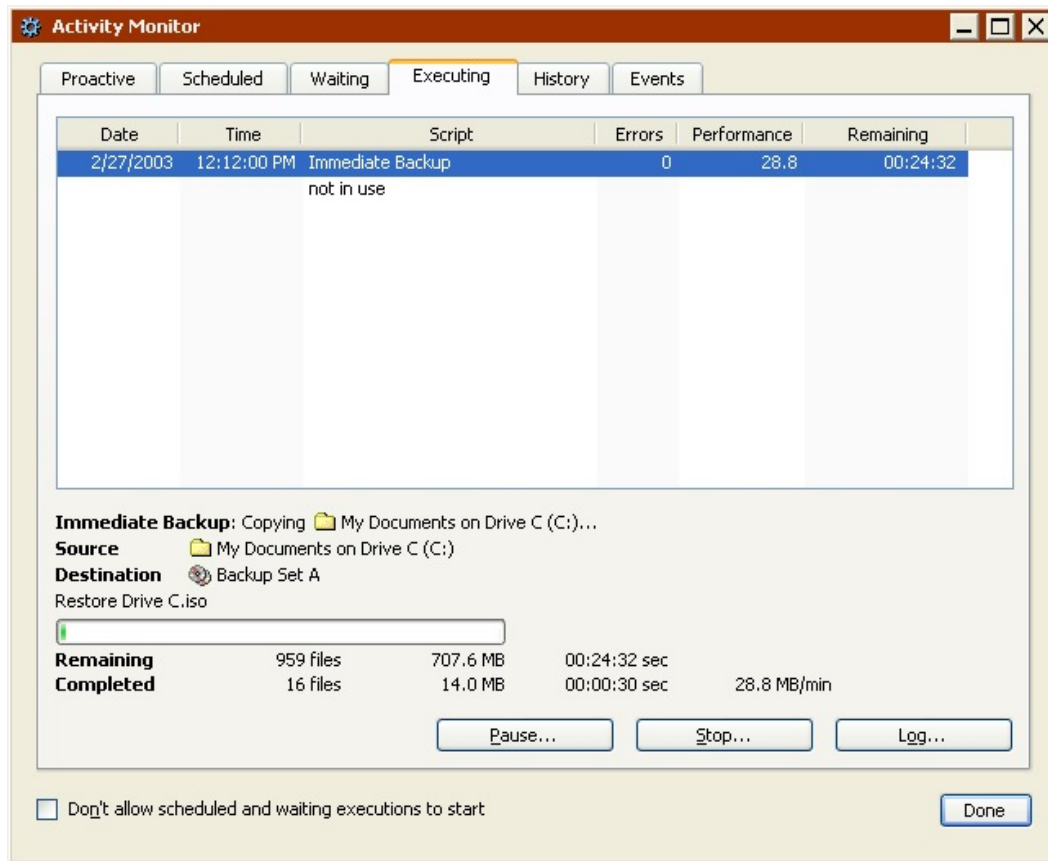 Activity Monitor
Proactive Scheduled Waiting Executing History Events
Date Time Script Errors Performance Remaining
2/27/2003 12:12:00 PM Immediate Backup 0 28.8 00:24:32
not in use
Immediate Backup: Copying My Documents on Drive C (C:)...
Source My Documents on Drive C (C:)
Destination Backup Set A
Restore Drive C.iso
Remaining 959 files 707.6 MB 00:24:32 sec
Completed 16 files 14.0 MB 00:00:30 sec 28.8 MB/min
Pause... Stop... Log...
Don't allow scheduled and waiting executions to start
Done